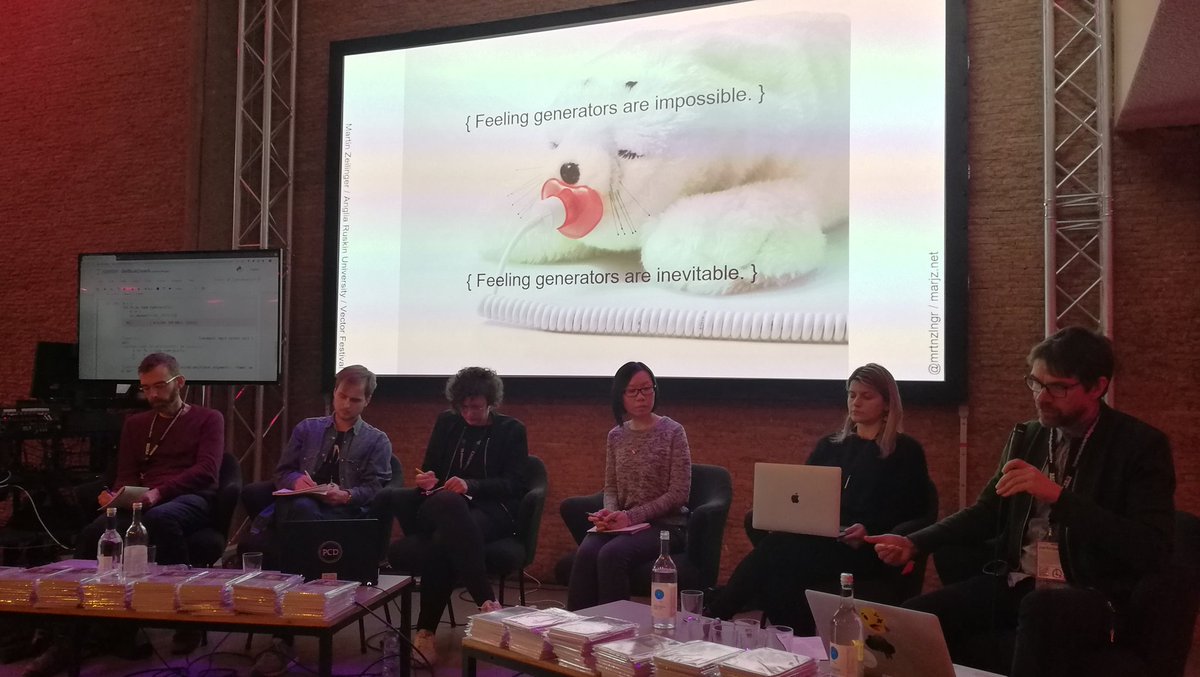 { Feeling generators are impossible. }
{ Feeling generators are inevitable. }
Martin Zeilinger / Anglia Ruskin University / Vector Festival
@mrtnzlngr / marjz.net
PCD